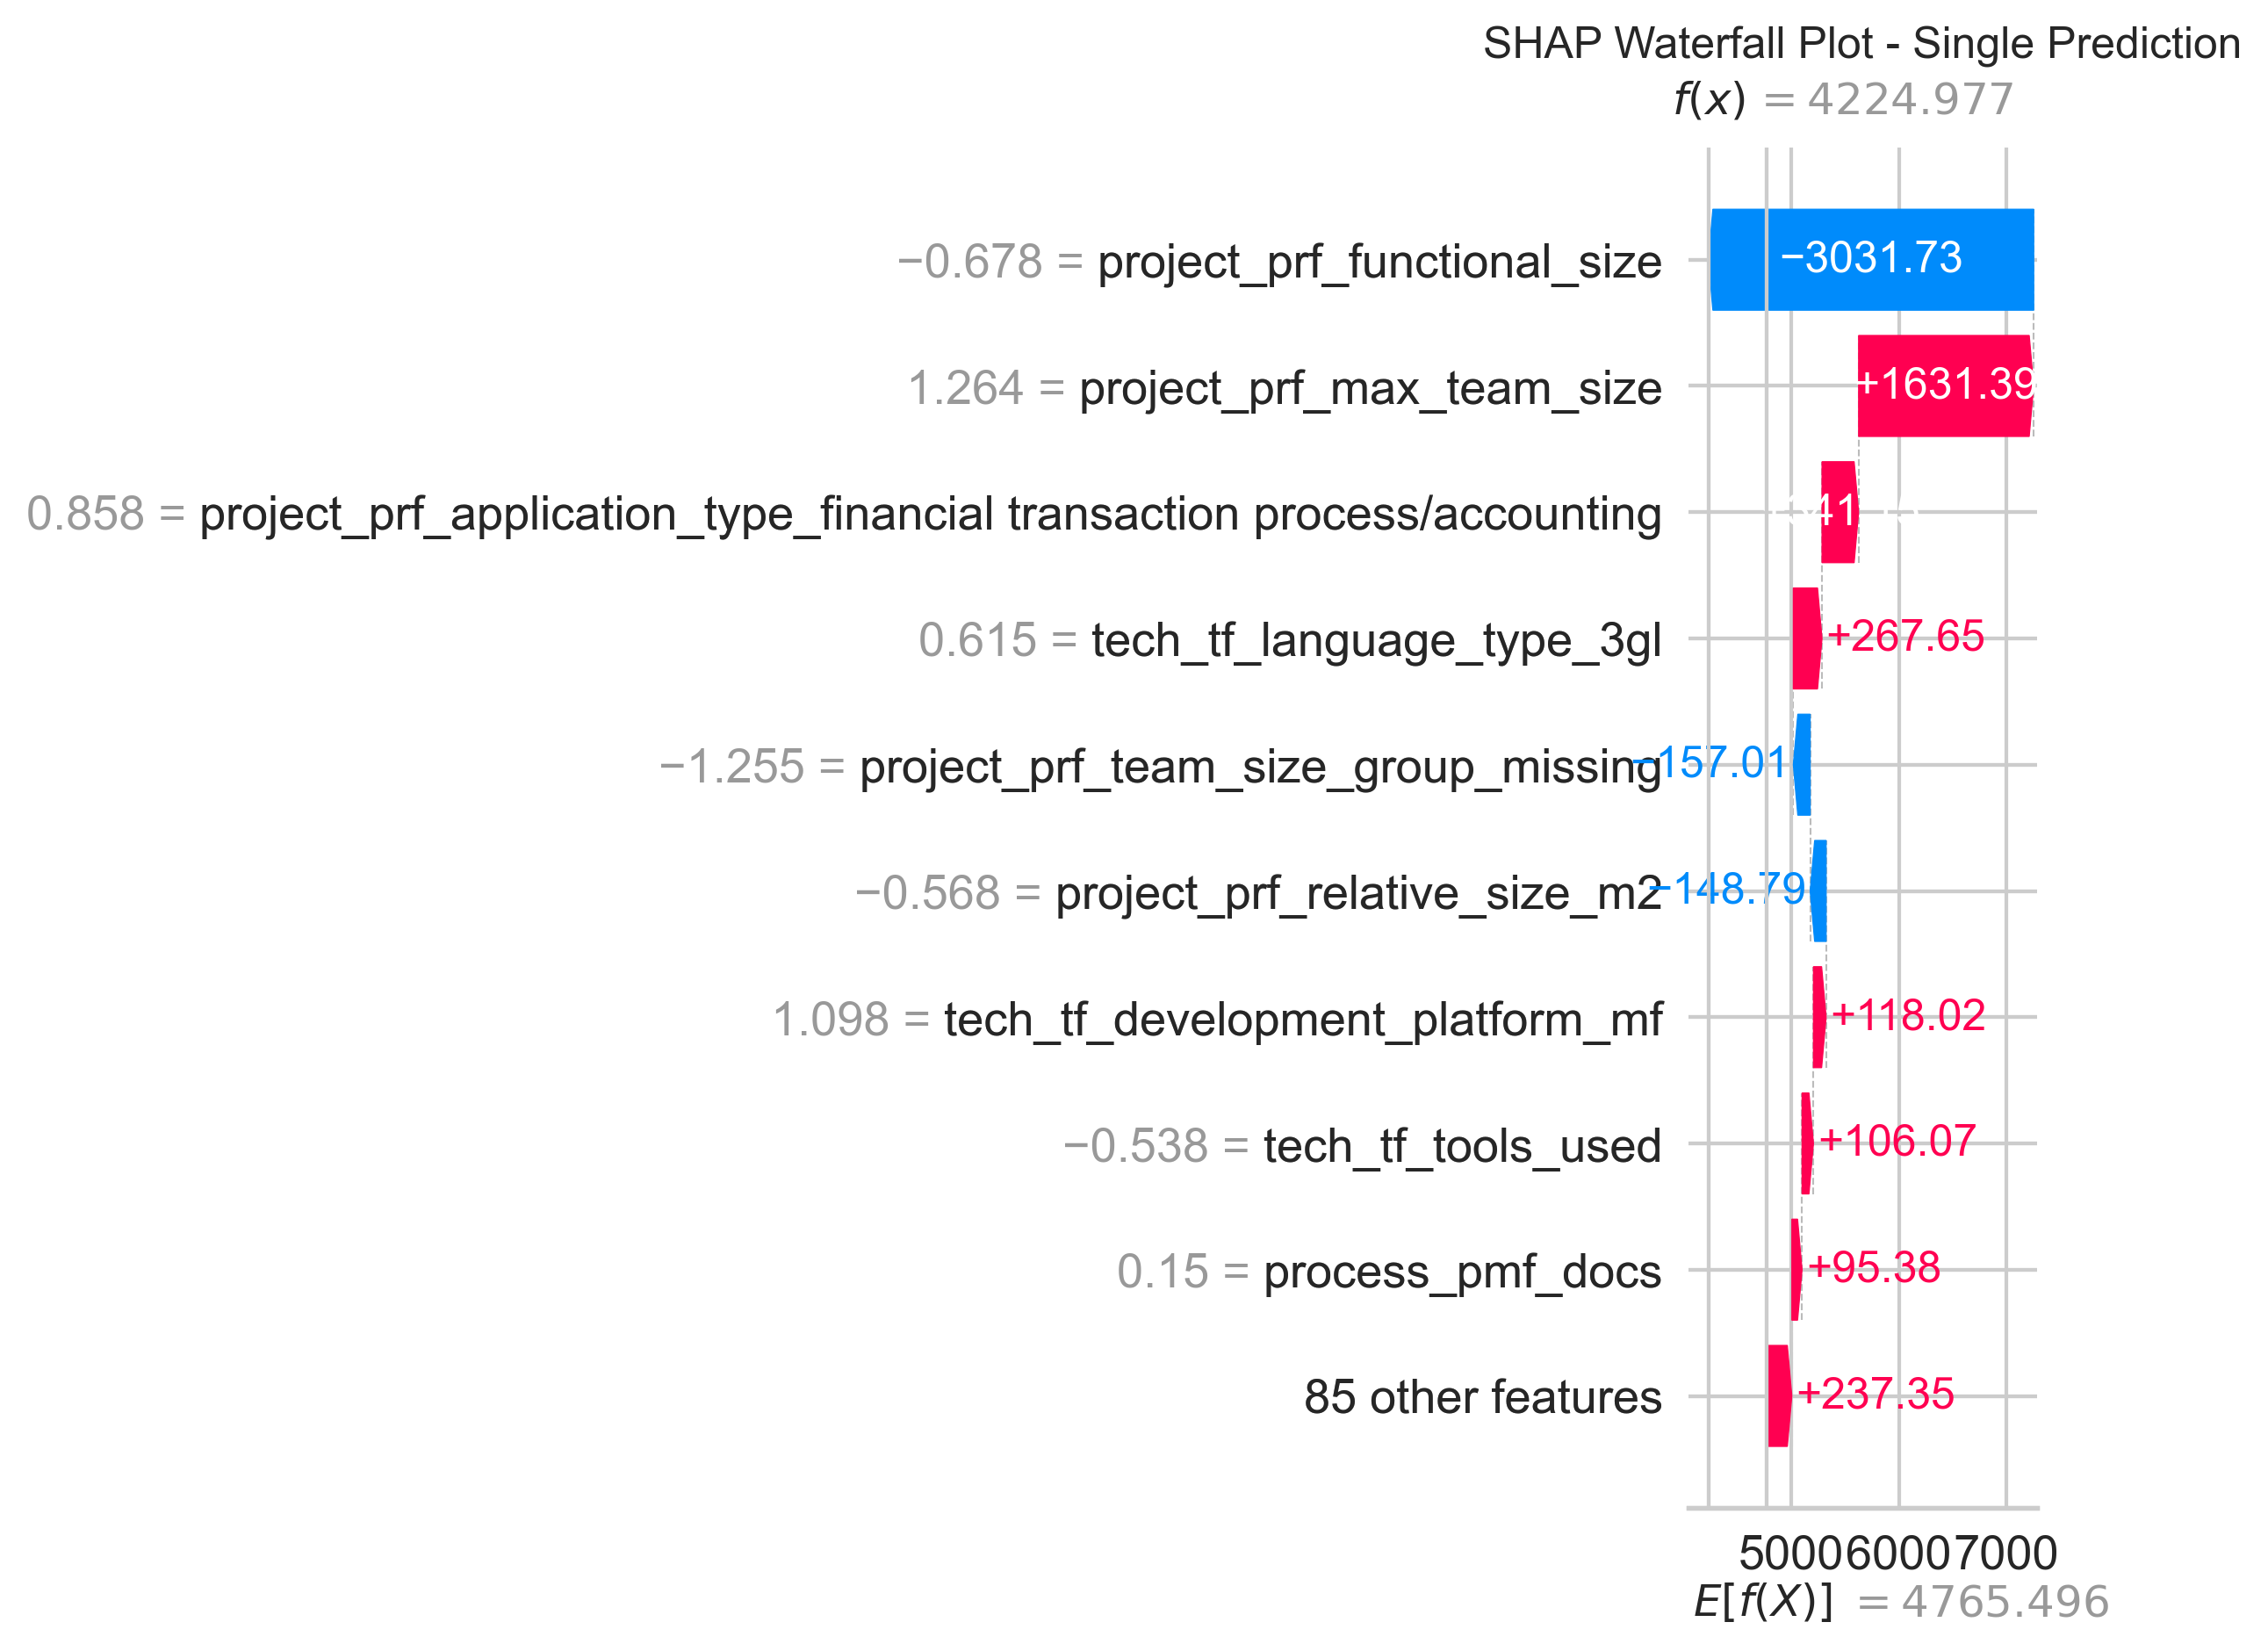 SHAP Waterfall Plot - Single Prediction
f(x) = 4224.977
−0.678 = project_prf_functional_size −3031.73
1.264 = project_prf_max_team_size +1631.39
0.858 = project_prf_application_type_financial transaction process/accounting
0.615 = tech_tf_language_type_3gl +267.65
−1.255 = project_prf_team_size_group_missing −157.01
−0.568 = project_prf_relative_size_m2 −148.79
1.098 = tech_tf_development_platform_mf +118.02
−0.538 = tech_tf_tools_used +106.07
0.15 = process_pmf_docs +95.38
85 other features +237.35
5000 6000 7000
E[f(X)] = 4765.496